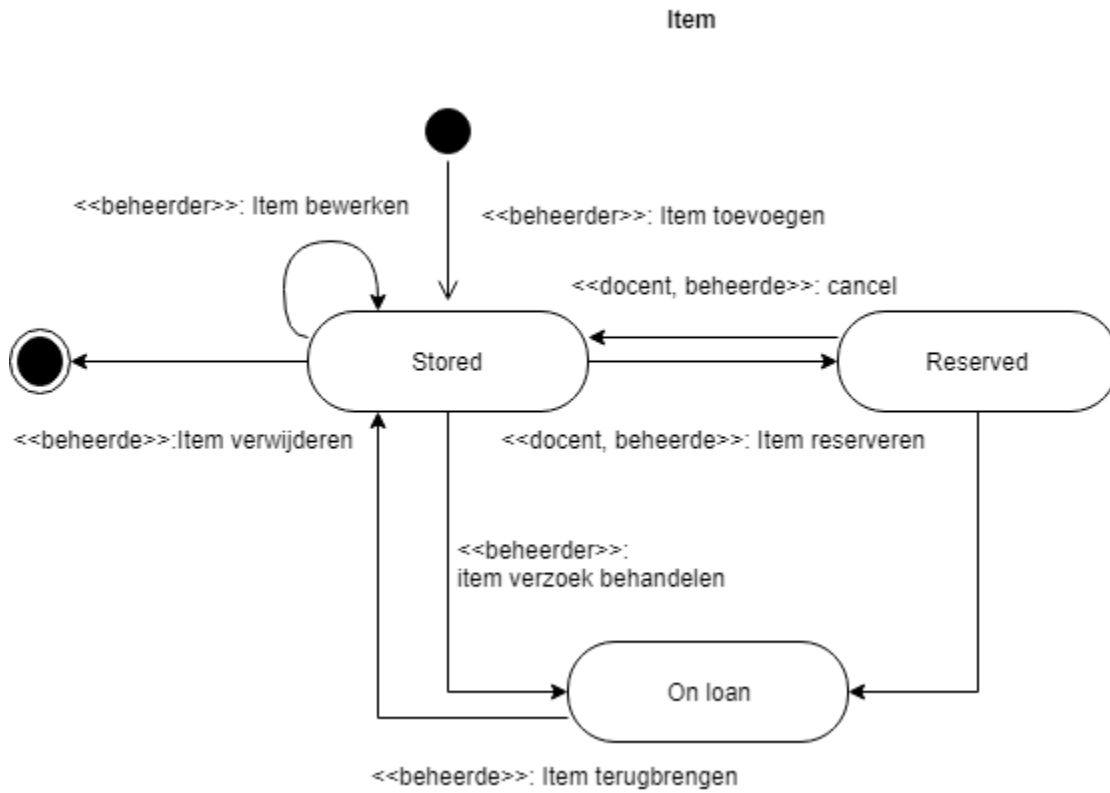 Item
<<beheerder>>: Item bewerken
<<beheerder>>: Item toevoegen
<<docent, beheerde>>: cancel
Stored
Reserved
<<beheerde>>:Item verwijderen
<<docent, beheerde>>: Item reserveren
<<beheerder>>:
item verzoek behandelen
On loan
<<beheerde>>: Item terugbrengen